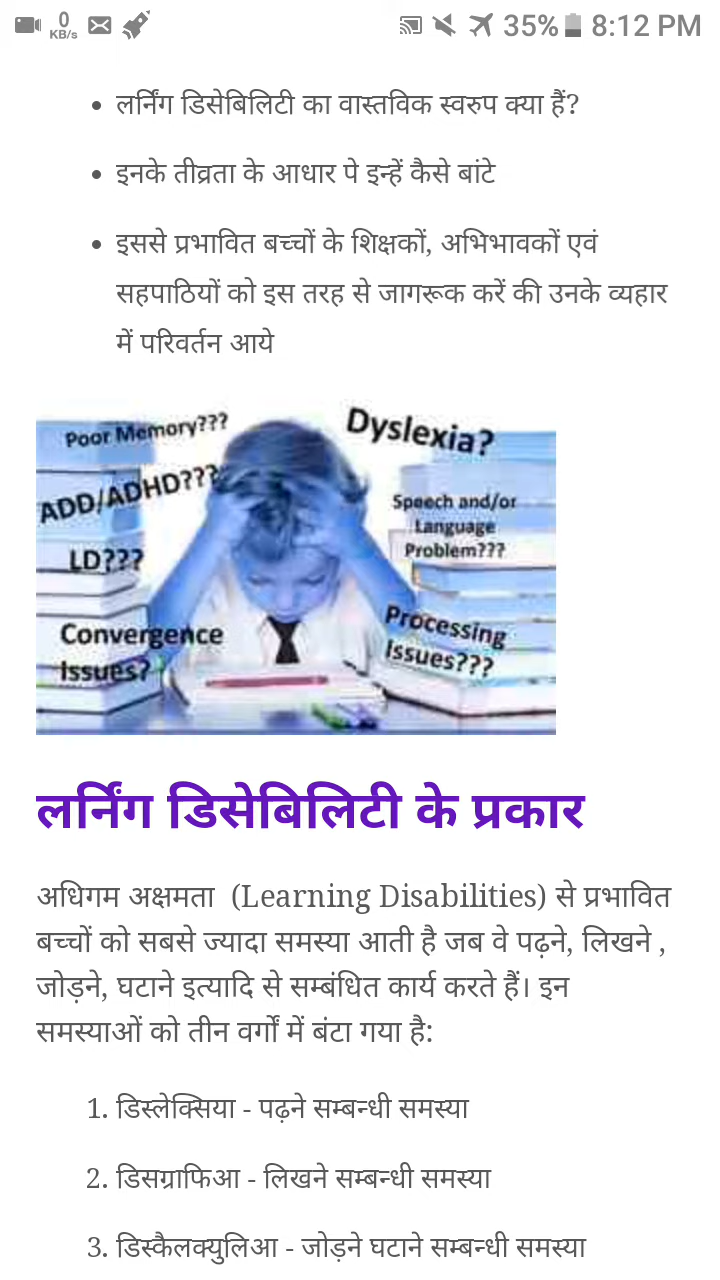 0
KB/s
35% 8:12 PM
• लर्निंग डिसेबिलिटी का वास्तविक स्वरुप क्या हैं?
• इनके तीव्रता के आधार पे इन्हें कैसे बांटे
• इससे प्रभावित बच्चों के शिक्षकों, अभिभावकों एवं
सहपाठियों को इस तरह से जागरूक करें की उनके व्यहार
में परिवर्तन आये
Poor Memory???
ADD/ADHD???
LD???
Convergence
Issues?
Dyslexia?
Speech and/or
Language
Problem???
Processing
Issues???
लर्निंग डिसेबिलिटी के प्रकार
अधिगम अक्षमता (Learning Disabilities) से प्रभावित
बच्चों को सबसे ज्यादा समस्या आती है जब वे पढ़ने, लिखने ,
जोड़ने, घटाने इत्यादि से सम्बंधित कार्य करते हैं। इन
समस्याओं को तीन वर्गों में बंटा गया है:
1. डिस्लेक्सिया - पढ़ने सम्बन्धी समस्या
2. डिसग्राफिआ - लिखने सम्बन्धी समस्या
3. डिस्कैलक्युलिआ - जोड़ने घटाने सम्बन्धी समस्या